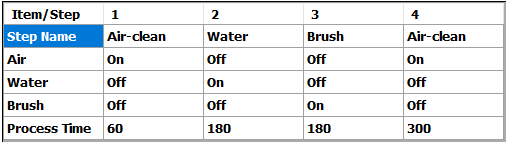 Item/Step 1 2 3 4
Step Name Air-clean Water Brush Air-clean
Air On Off Off On
Water Off On Off Off
Brush Off Off On Off
Process Time 60 180 180 300